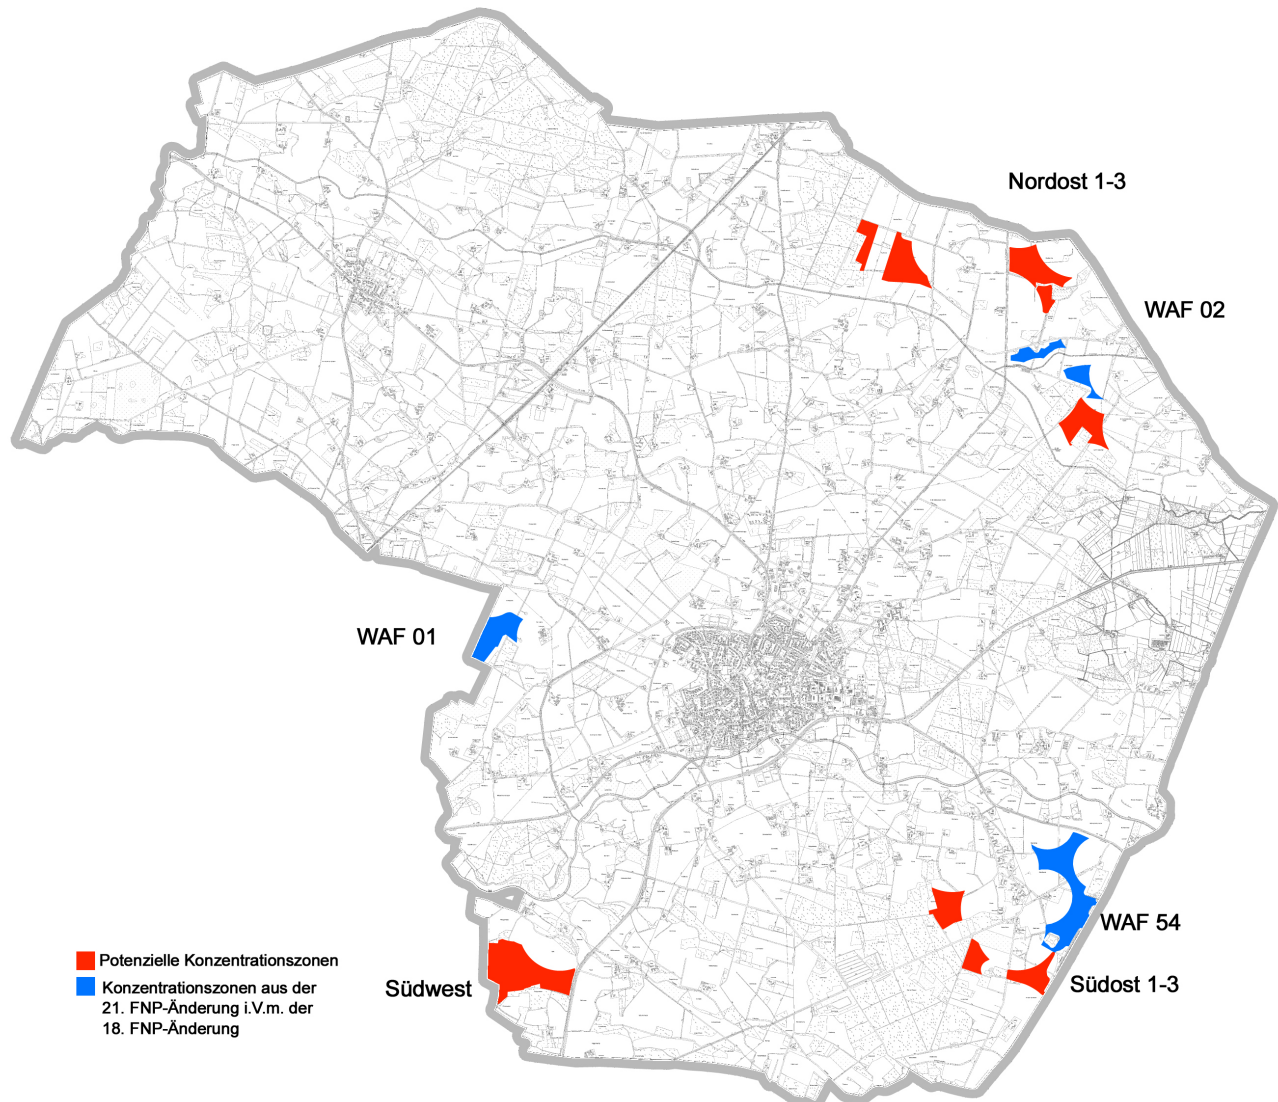 Nordost 1-3
WAF 02
WAF 01
WAF 54
Südost 1-3
Südwest
Potenzielle Konzentrationszonen
Konzentrationszonen aus der
21. FNP-Änderung i.V.m. der
18. FNP-Änderung